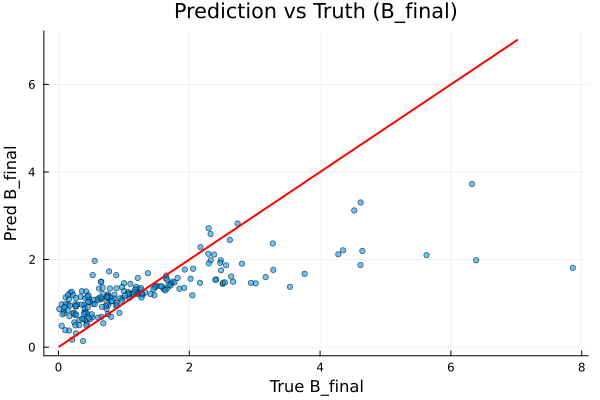 Prediction vs Truth (B_final)
Pred B_final
6
4
2
0
0 2 4 6 8
True B_final